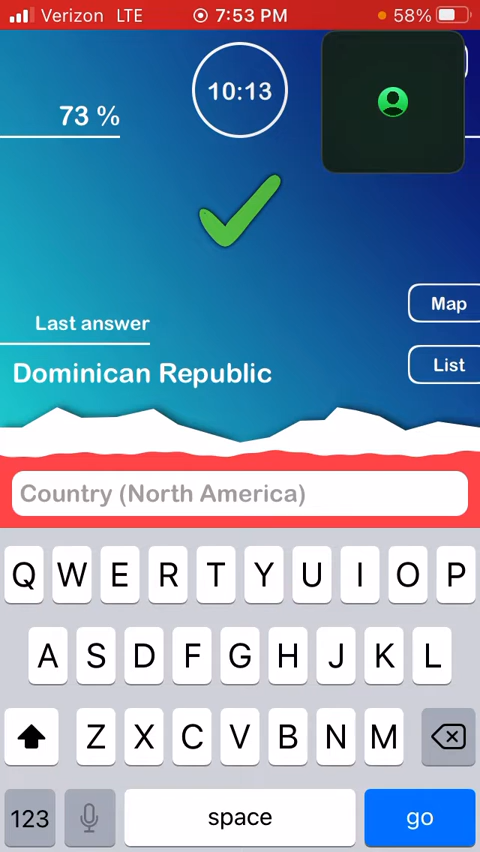 Verizon LTE 7:53 PM 58%
73 %
10:13
Map
Last answer
List
Dominican Republic
Country (North America)
Q W E R T Y U I O P
A S D F G H J K L
Z X C V B N M
123 space go